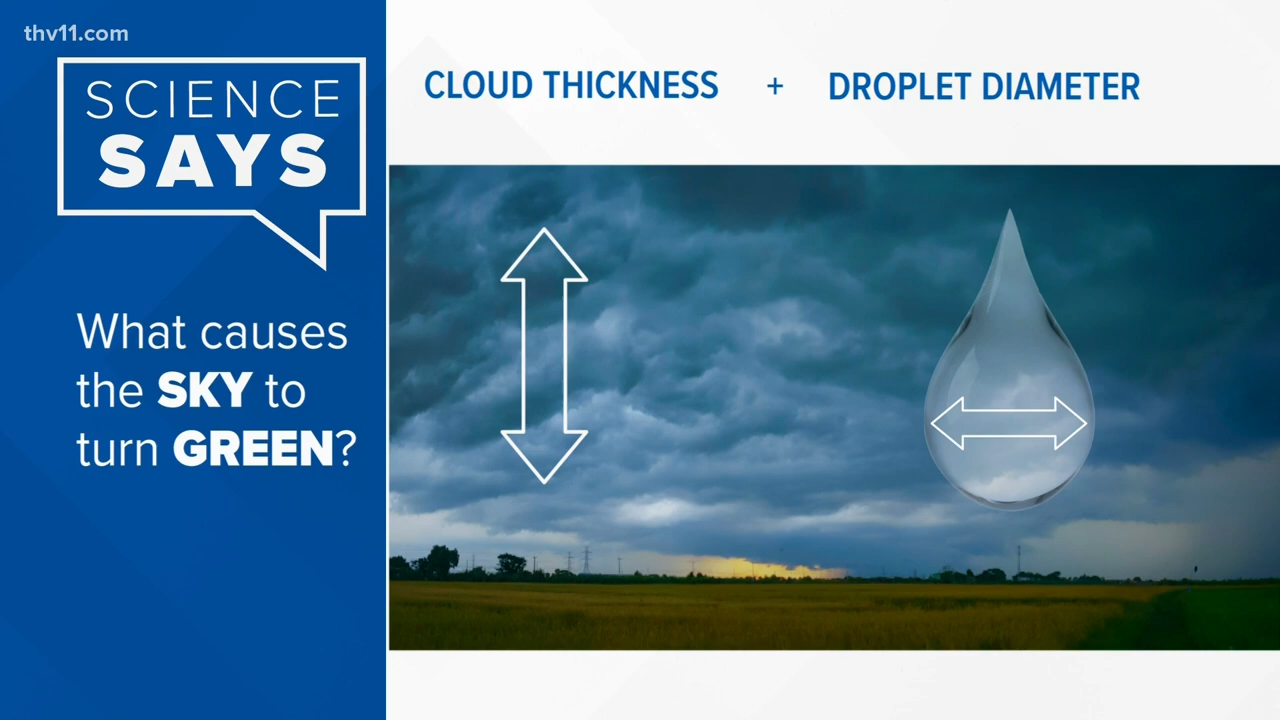 thv11.com
SCIENCE
SAYS
What causes
the SKY to
turn GREEN?
CLOUD THICKNESS + DROPLET DIAMETER